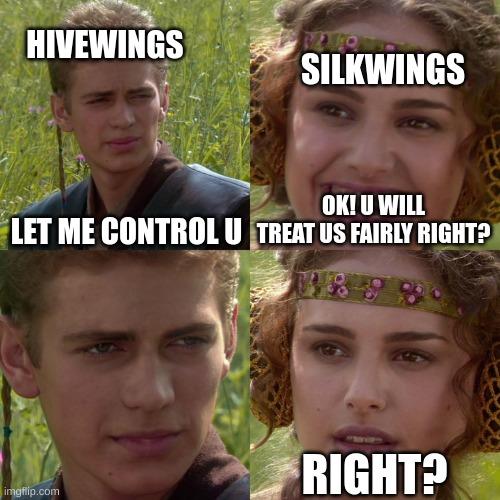 HIVEWINGS
LET ME CONTROL U
SILKWINGS
OK! U WILL
TREAT US FAIRLY RIGHT?
RIGHT?
imgflip.com